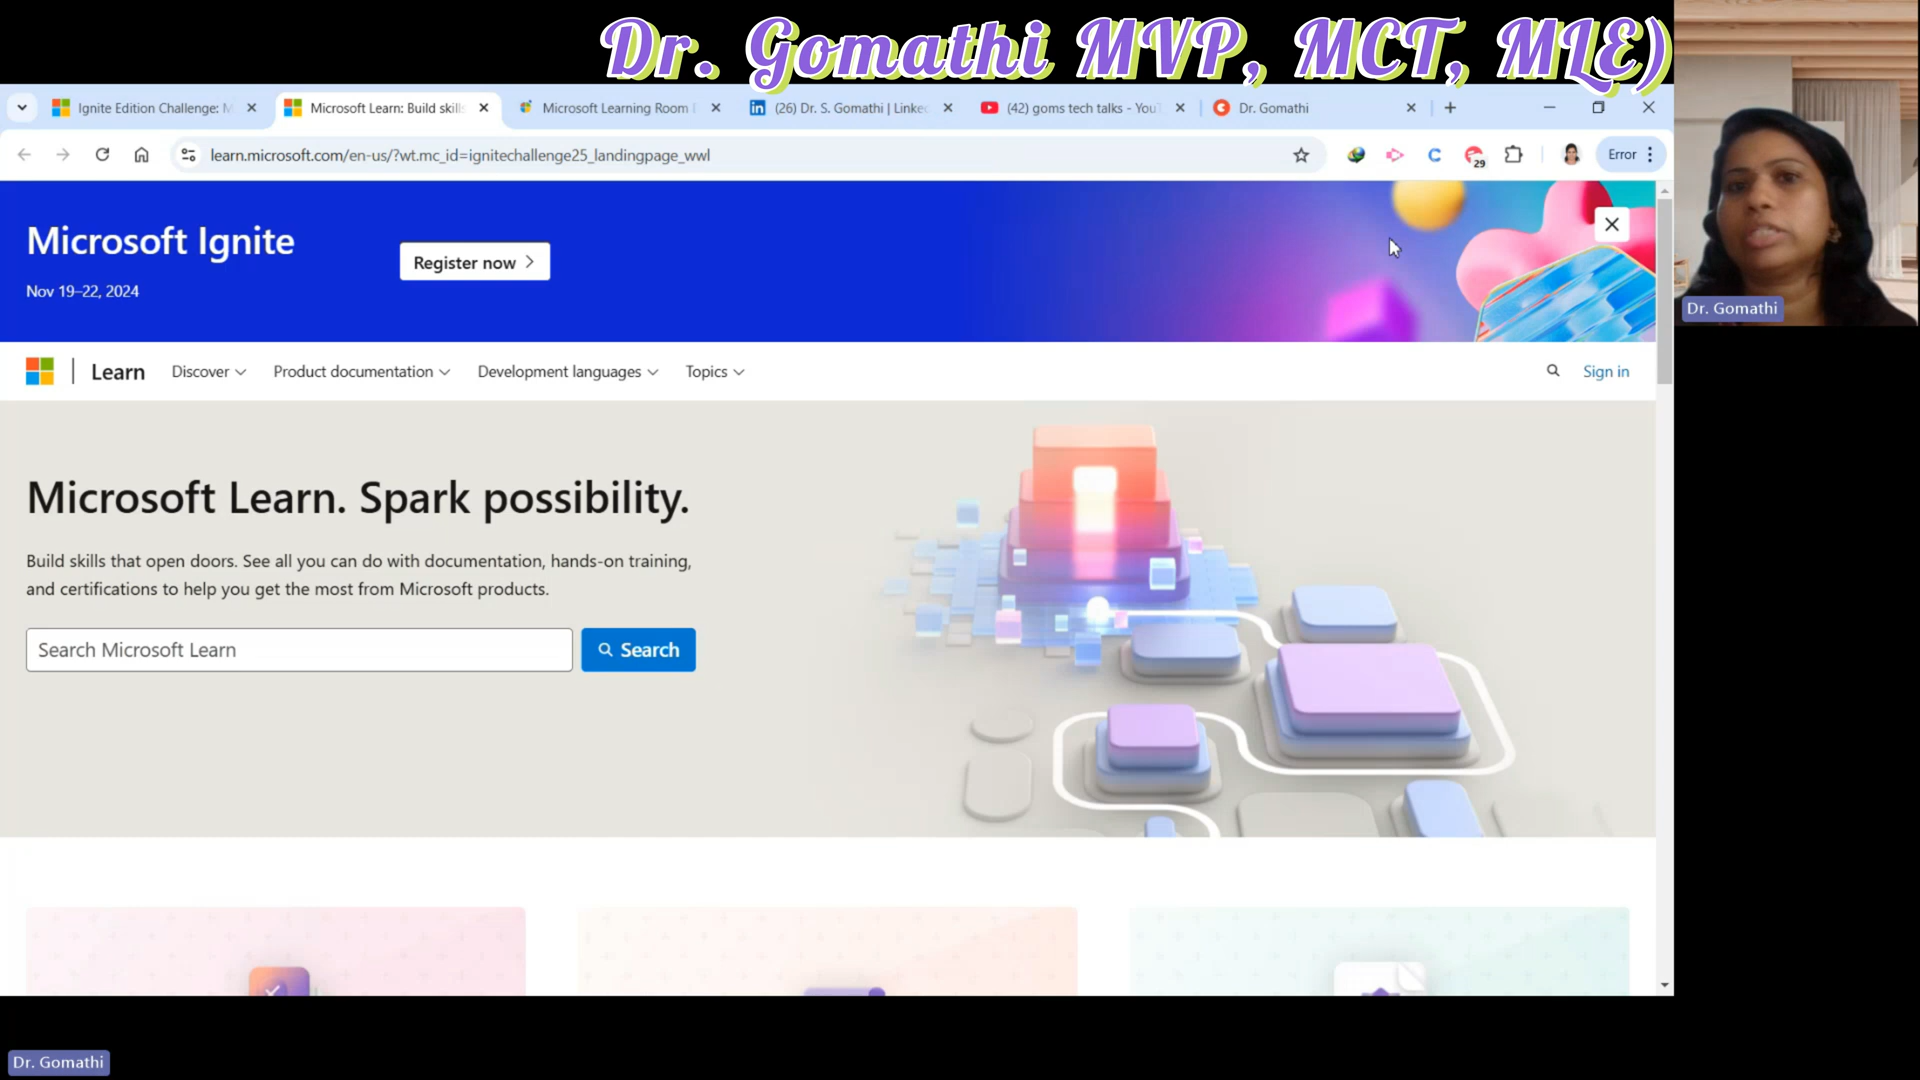 Dr. Gomathi MVP, MCT, MLE)
Ignite Edition Challenge: M
Microsoft Learn: Build skills
Microsoft Learning Room
(26) Dr. S. Gomathi | Linke
(42) goms tech talks - YouT
Dr. Gomathi
learn.microsoft.com/en-us/?wt.mc_id=ignitechallenge25_landingpage_wwl
29
Error
Microsoft Ignite
Register now
Nov 19–22, 2024
Dr. Gomathi
Learn
Discover
Product documentation
Development languages
Topics
Sign in
Microsoft Learn. Spark possibility.
Build skills that open doors. See all you can do with documentation, hands-on training,
and certifications to help you get the most from Microsoft products.
Search Microsoft Learn
Search
Dr. Gomathi